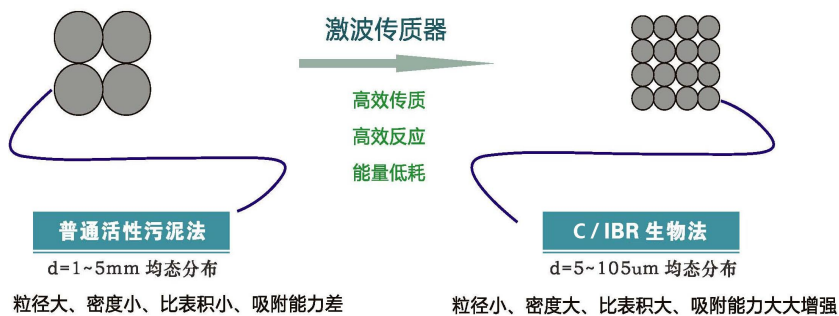 激波传质器
高效传质
高效反应
能量低耗
普通活性污泥法
d=1~5mm 均态分布
粒径大、密度小、比表积小、吸附能力差
C / IBR 生物法
d=5~105um 均态分布
粒径小、密度大、比表积大、吸附能力大大增强